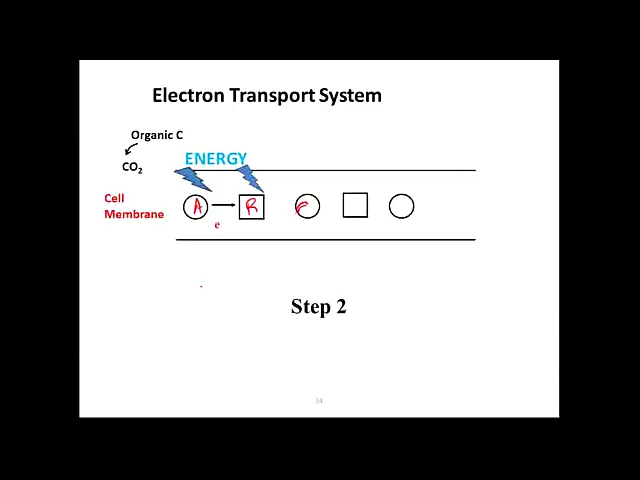 Electron Transport System
Organic C
CO₂
ENERGY
Cell
Membrane
A
R
e
Step 2
34